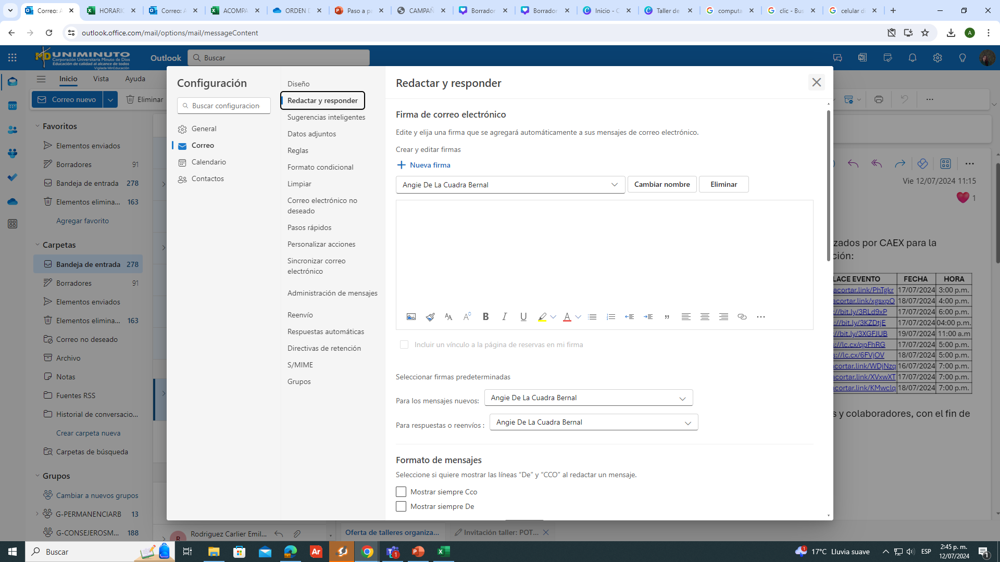 Correo: A
HORARIO
Correo: A
ACOMPA
ORDEN D
Paso a pa
CAMPAÑ
Borrador
Borrador
Inicio - C
Taller de
computa
clic - Bus
celular d
outlook.office.com/mail/options/mail/messageContent
A
UNIMINUTO
Corporación Universitaria Minuto de Dios
Educación de calidad al alcance de todos
Vigilada MinEducación
Outlook
Buscar
Inicio
Vista
Ayuda
Correo nuevo
Eliminar
Favoritos
Elementos enviados
Borradores 91
Bandeja de entrada 278
Elementos elimina... 163
Agregar favorito
Carpetas
Bandeja de entrada 278
Borradores 91
Elementos enviados
Elementos elimina... 163
Correo no deseado
Archivo
Notas
Fuentes RSS
Historial de conversacio...
Crear carpeta nueva
Carpetas de búsqueda
Grupos
Cambiar a nuevos grupos
G-PERMANENCIARB 13
G-CONSEJEROSM... 188
Configuración
Buscar configuracion
General
Correo
Calendario
Contactos
Diseño
Redactar y responder
Sugerencias inteligentes
Datos adjuntos
Reglas
Formato condicional
Limpiar
Correo electrónico no
deseado
Pasos rápidos
Personalizar acciones
Sincronizar correo
electrónico
Administración de mensajes
Reenvío
Respuestas automáticas
Directivas de retención
S/MIME
Grupos
Redactar y responder
Firma de correo electrónico
Edite y elija una firma que se agregará automáticamente a sus mensajes de correo electrónico.
Crear y editar firmas
Nueva firma
Angie De La Cuadra Bernal
Cambiar nombre
Eliminar
Incluir un vínculo a la página de reservas en mi firma
Seleccionar firmas predeterminadas
Para los mensajes nuevos: Angie De La Cuadra Bernal
Para respuestas o reenvíos : Angie De La Cuadra Bernal
Formato de mensajes
Seleccione si quiere mostrar las líneas “De” y “CCO” al redactar un mensaje.
Mostrar siempre Cco
Mostrar siempre De
Vie 12/07/2024 11:15
1
zados por CAEX para la
ción:
LACE EVENTO FECHA HORA
acortar.link/PhTgkr 17/07/2024 3:00 p.m.
acortar.link/xgsxpO 18/07/2024 4:00 p.m.
://bit.ly/3RLd9xP 17/07/2024 6:00 p.m.
://bit.ly/3KZDtjE 17/07/2024 04:00 p.m.
://bit.ly/3XGFJUB 19/07/2024 11:00 a.m
s://lc.cx/qpFhRG 17/07/2024 5:00 p.m.
s://lc.cx/6FVjOV 18/07/2024 5:00 p.m.
acortar.link/WDjNzq 16/07/2024 7:00 p.m.
acortar.link/XVxwXT 17/07/2024 7:00 p.m.
acortar.link/KMwclq 18/07/2024 7:00 p.m.
s y colaboradores, con el fin de
R
Rodriguez Carlier Emil...
Oferta de talleres organiza...
Invitación taller: POT...
Buscar
Ar
1
1
17°C Lluvia suave
ESP
2:45 p. m.
12/07/2024
1